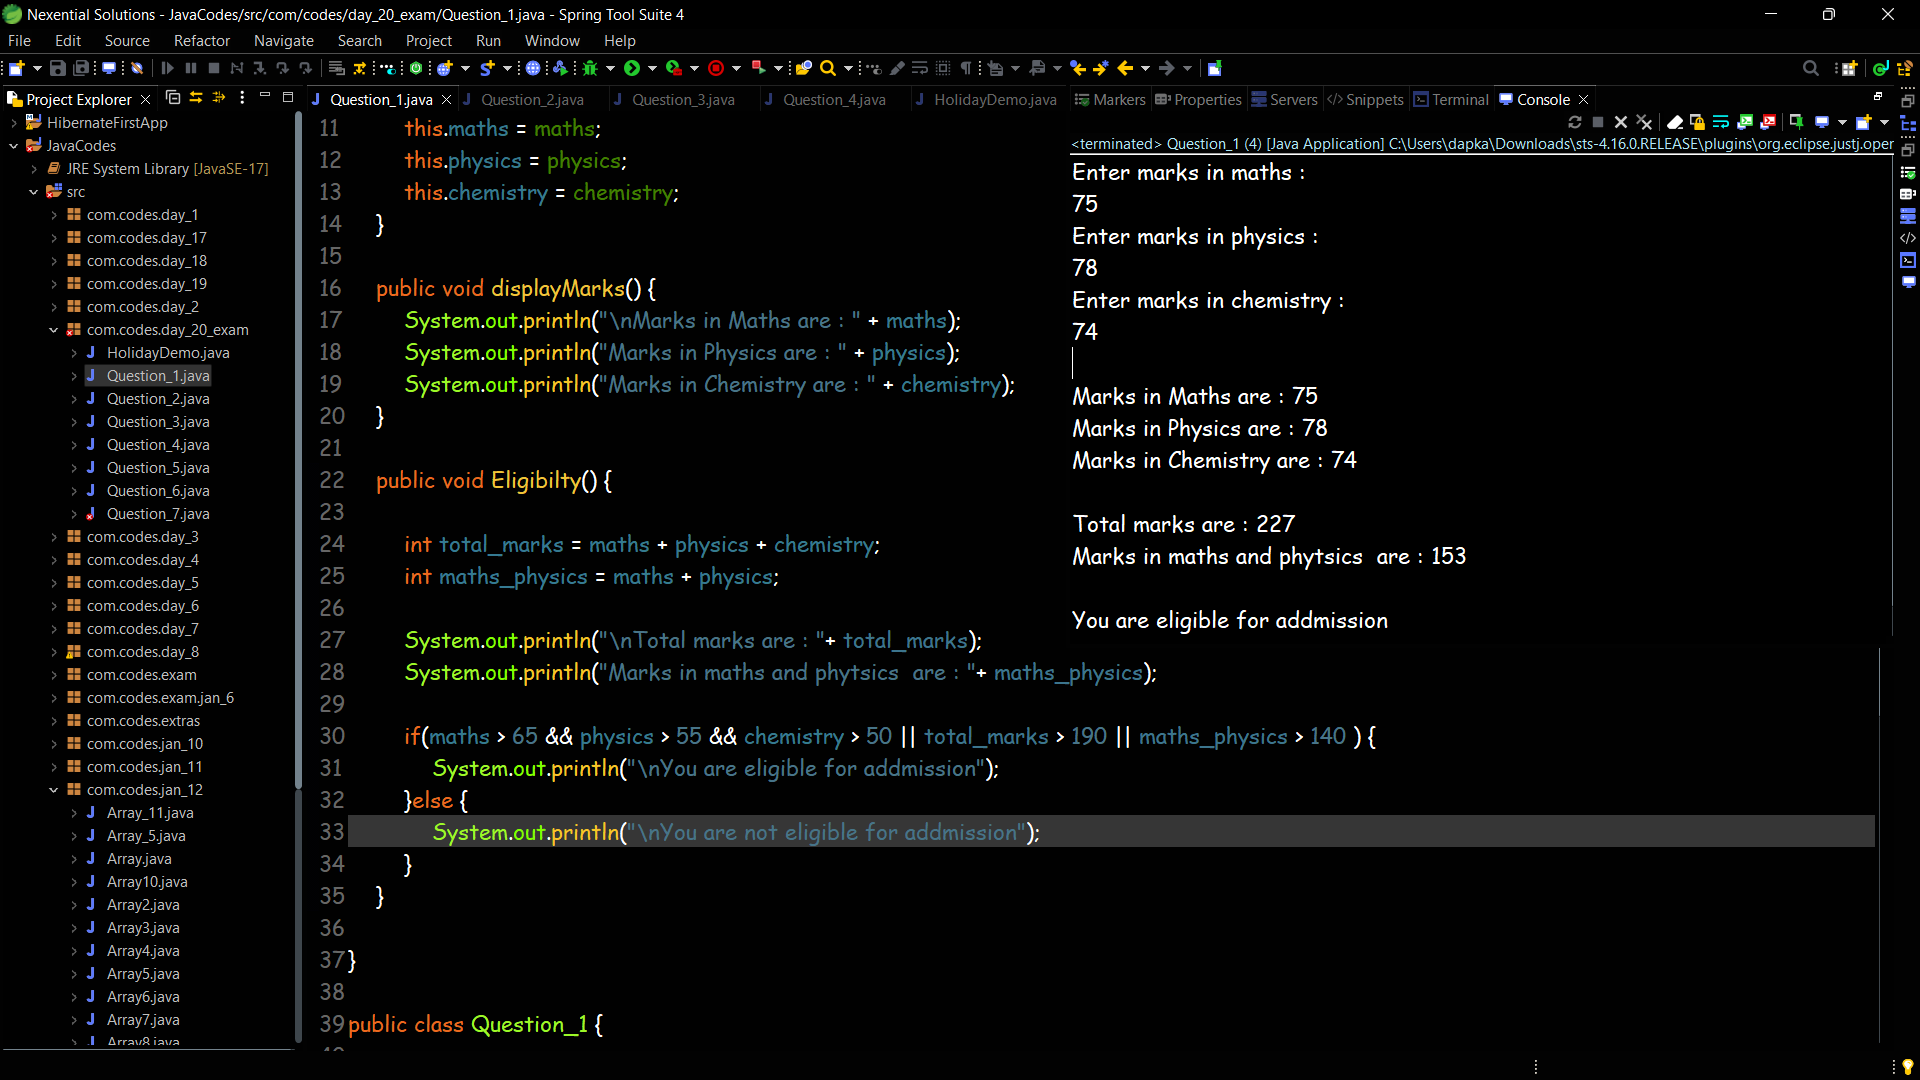 Nexential Solutions - JavaCodes/src/com/codes/day_20_exam/Question_1.java - Spring Tool Suite 4
File Edit Source Refactor Navigate Search Project Run Window Help
Project Explorer
HibernateFirstApp
JavaCodes
JRE System Library [JavaSE-17]
src
com.codes.day_1
com.codes.day_17
com.codes.day_18
com.codes.day_19
com.codes.day_2
com.codes.day_20_exam
HolidayDemo.java
Question_1.java
Question_2.java
Question_3.java
Question_4.java
Question_5.java
Question_6.java
Question_7.java
com.codes.day_3
com.codes.day_4
com.codes.day_5
com.codes.day_6
com.codes.day_7
com.codes.day_8
com.codes.exam
com.codes.exam.jan_6
com.codes.extras
com.codes.jan_10
com.codes.jan_11
com.codes.jan_12
Array_11.java
Array_5.java
Array.java
Array10.java
Array2.java
Array3.java
Array4.java
Array5.java
Array6.java
Array7.java
Array8.java
Question_1.java Question_2.java Question_3.java Question_4.java HolidayDemo.java
11 this.maths = maths;
12 this.physics = physics;
13 this.chemistry = chemistry;
14 }
15
16 public void displayMarks() {
17 System.out.println("\nMarks in Maths are : " + maths);
18 System.out.println("Marks in Physics are : " + physics);
19 System.out.println("Marks in Chemistry are : " + chemistry);
20 }
21
22 public void Eligibilty() {
23
24 int total_marks = maths + physics + chemistry;
25 int maths_physics = maths + physics;
26
27 System.out.println("\nTotal marks are : "+ total_marks);
28 System.out.println("Marks in maths and phytsics  are : "+ maths_physics);
29
30 if(maths > 65 && physics > 55 && chemistry > 50 || total_marks > 190 || maths_physics > 140 ) {
31 System.out.println("\nYou are eligible for addmission");
32 }else {
33 System.out.println("\nYou are not eligible for addmission");
34 }
35 }
36
37 }
38
39 public class Question_1 {
Markers Properties Servers Snippets Terminal Console
<terminated> Question_1 (4) [Java Application] C:\Users\dapka\Downloads\sts-4.16.0.RELEASE\plugins\org.eclipse.justj.oper
Enter marks in maths :
75
Enter marks in physics :
78
Enter marks in chemistry :
74
Marks in Maths are : 75
Marks in Physics are : 78
Marks in Chemistry are : 74
Total marks are : 227
Marks in maths and phytsics  are : 153
You are eligible for addmission